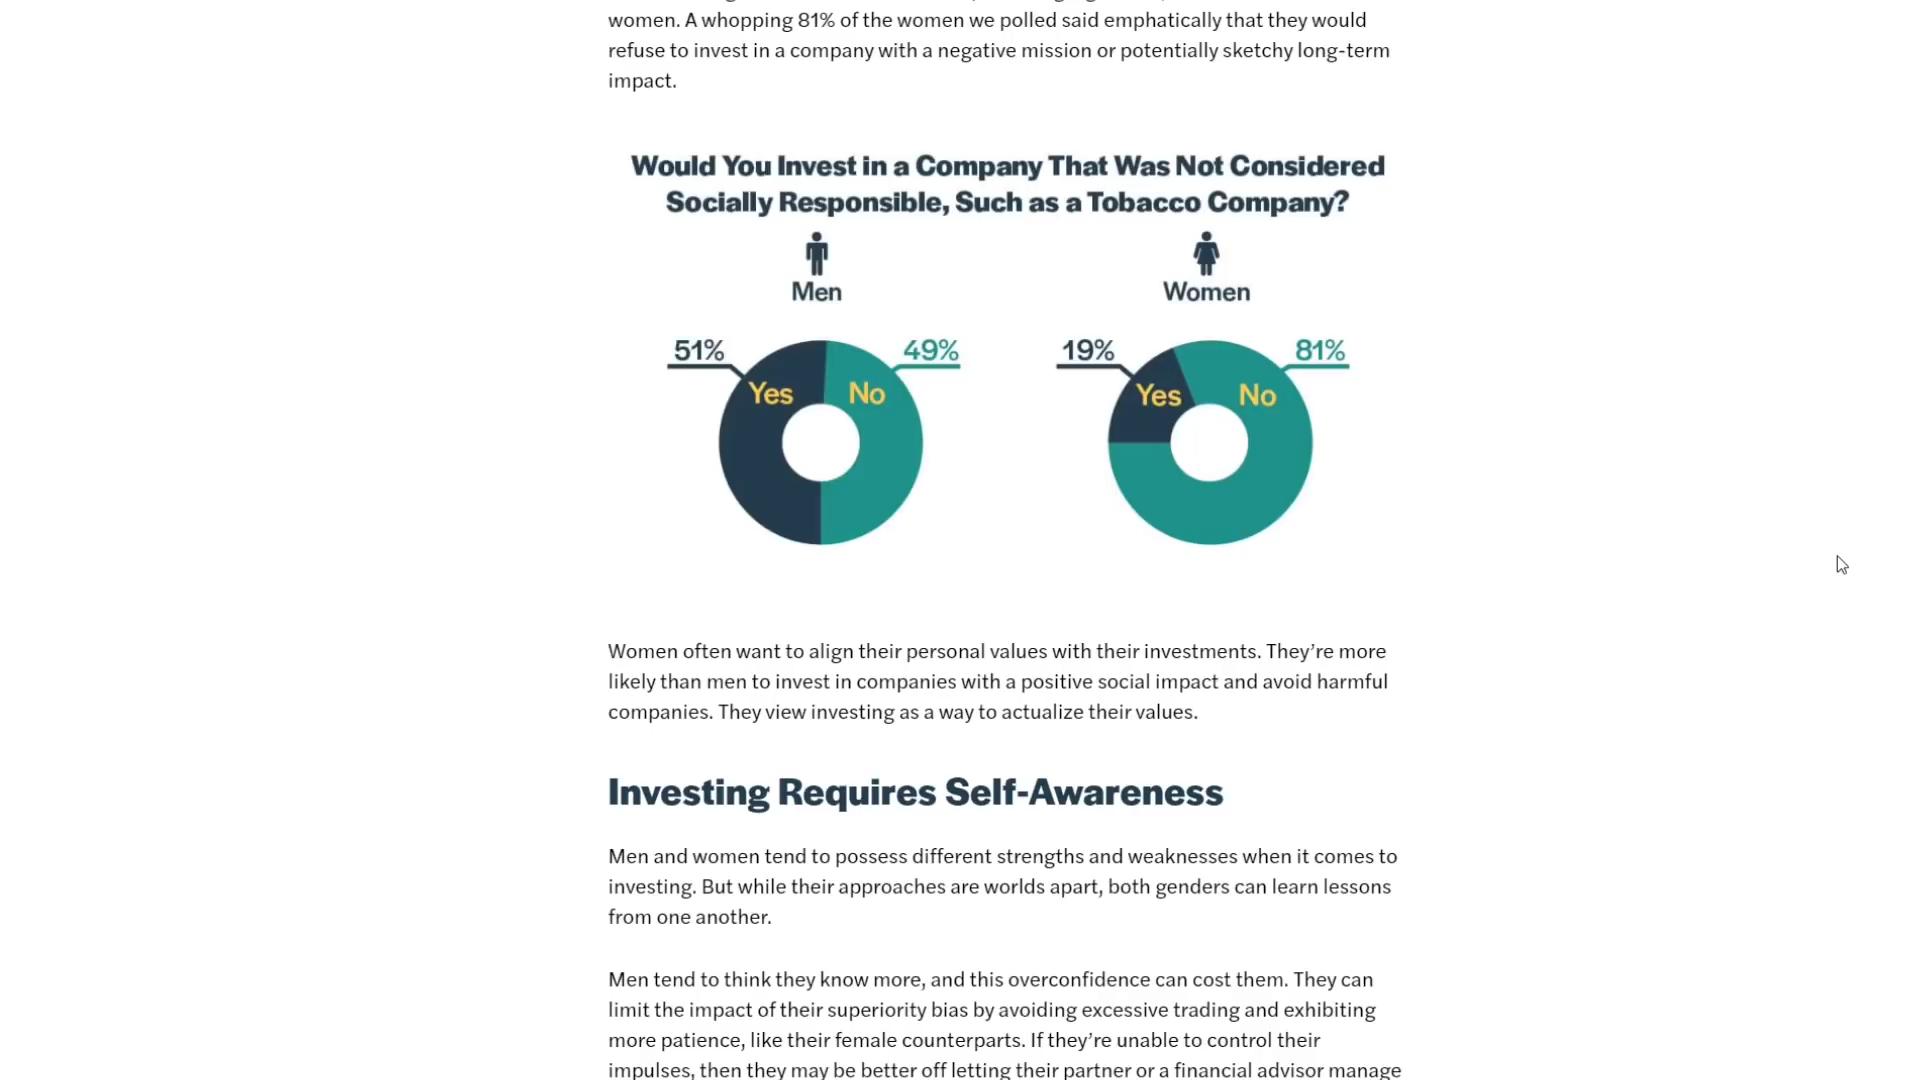 women. A whopping 81% of the women we polled said emphatically that they would
refuse to invest in a company with a negative mission or potentially sketchy long-term
impact.
Would You Invest in a Company That Was Not Considered
Socially Responsible, Such as a Tobacco Company?
Men
Women
51%
49%
19%
81%
Yes
No
Yes
No
Women often want to align their personal values with their investments. They’re more
likely than men to invest in companies with a positive social impact and avoid harmful
companies. They view investing as a way to actualize their values.
Investing Requires Self-Awareness
Men and women tend to possess different strengths and weaknesses when it comes to
investing. But while their approaches are worlds apart, both genders can learn lessons
from one another.
Men tend to think they know more, and this overconfidence can cost them. They can
limit the impact of their superiority bias by avoiding excessive trading and exhibiting
more patience, like their female counterparts. If they’re unable to control their
impulses, then they may be better off letting their partner or a financial advisor manage